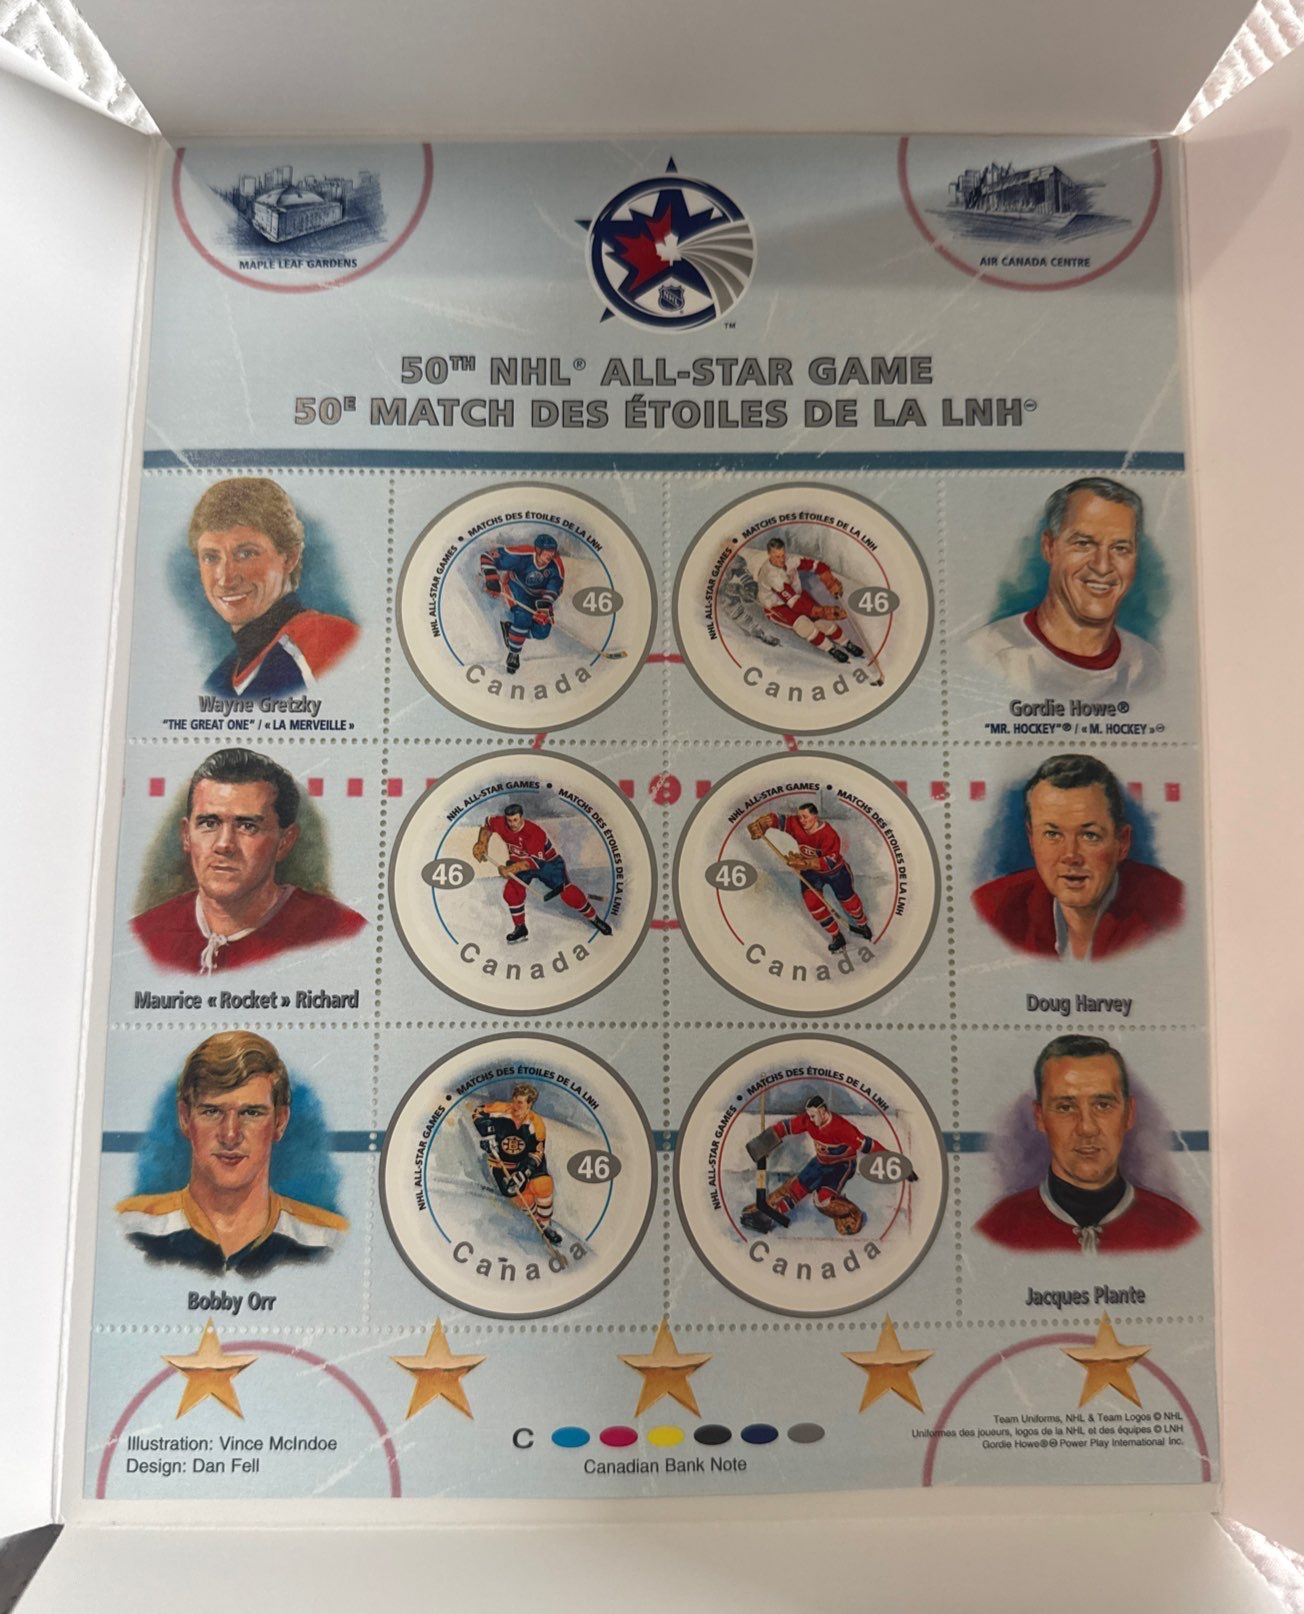 MAPLE LEAF GARDENS
AIR CANADA CENTRE
NHL
TM
50TH NHL® ALL-STAR GAME
50E MATCH DES ÉTOILES DE LA LNH
NHL ALL-STAR GAMES • MATCHS DES ÉTOILES DE LA LNH
46
Canada
NHL ALL-STAR GAMES • MATCHS DES ÉTOILES DE LA LNH
46
Canada
Wayne Gretzky
"THE GREAT ONE" / « LA MERVEILLE »
Gordie Howe®
"MR. HOCKEY"® / « M. HOCKEY »
NHL ALL-STAR GAMES • MATCHS DES ÉTOILES DE LA LNH
46
Canada
NHL ALL-STAR GAMES • MATCHS DES ÉTOILES DE LA LNH
46
Canada
Maurice « Rocket » Richard
Doug Harvey
NHL ALL-STAR GAMES • MATCHS DES ÉTOILES DE LA LNH
46
Canada
NHL ALL-STAR GAMES • MATCHS DES ÉTOILES DE LA LNH
46
Canada
Bobby Orr
Jacques Plante
Illustration: Vince McIndoe
Design: Dan Fell
C
Canadian Bank Note
Team Uniforms, NHL & Team Logos © NHL
Uniformes des joueurs, logos de la NHL et des équipes © LNH
Gordie Howe® Power Play International Inc.